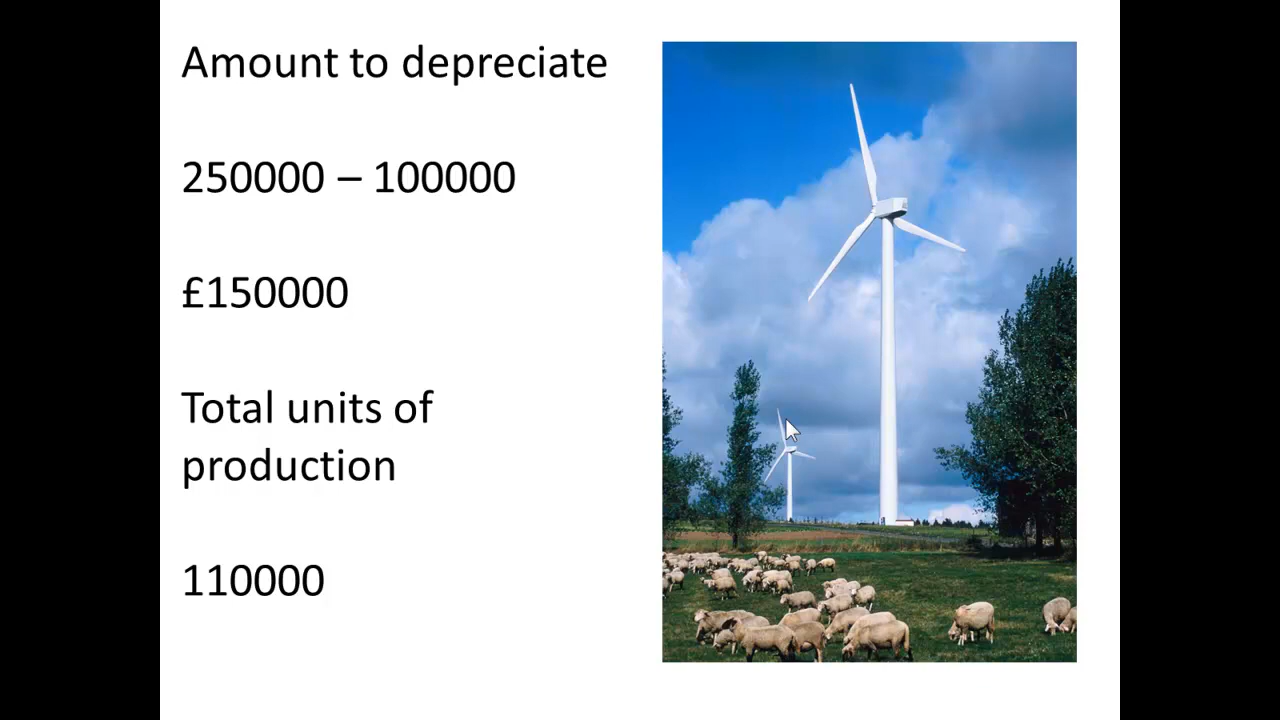 Amount to depreciate
250000 – 100000
£150000
Total units of
production
110000